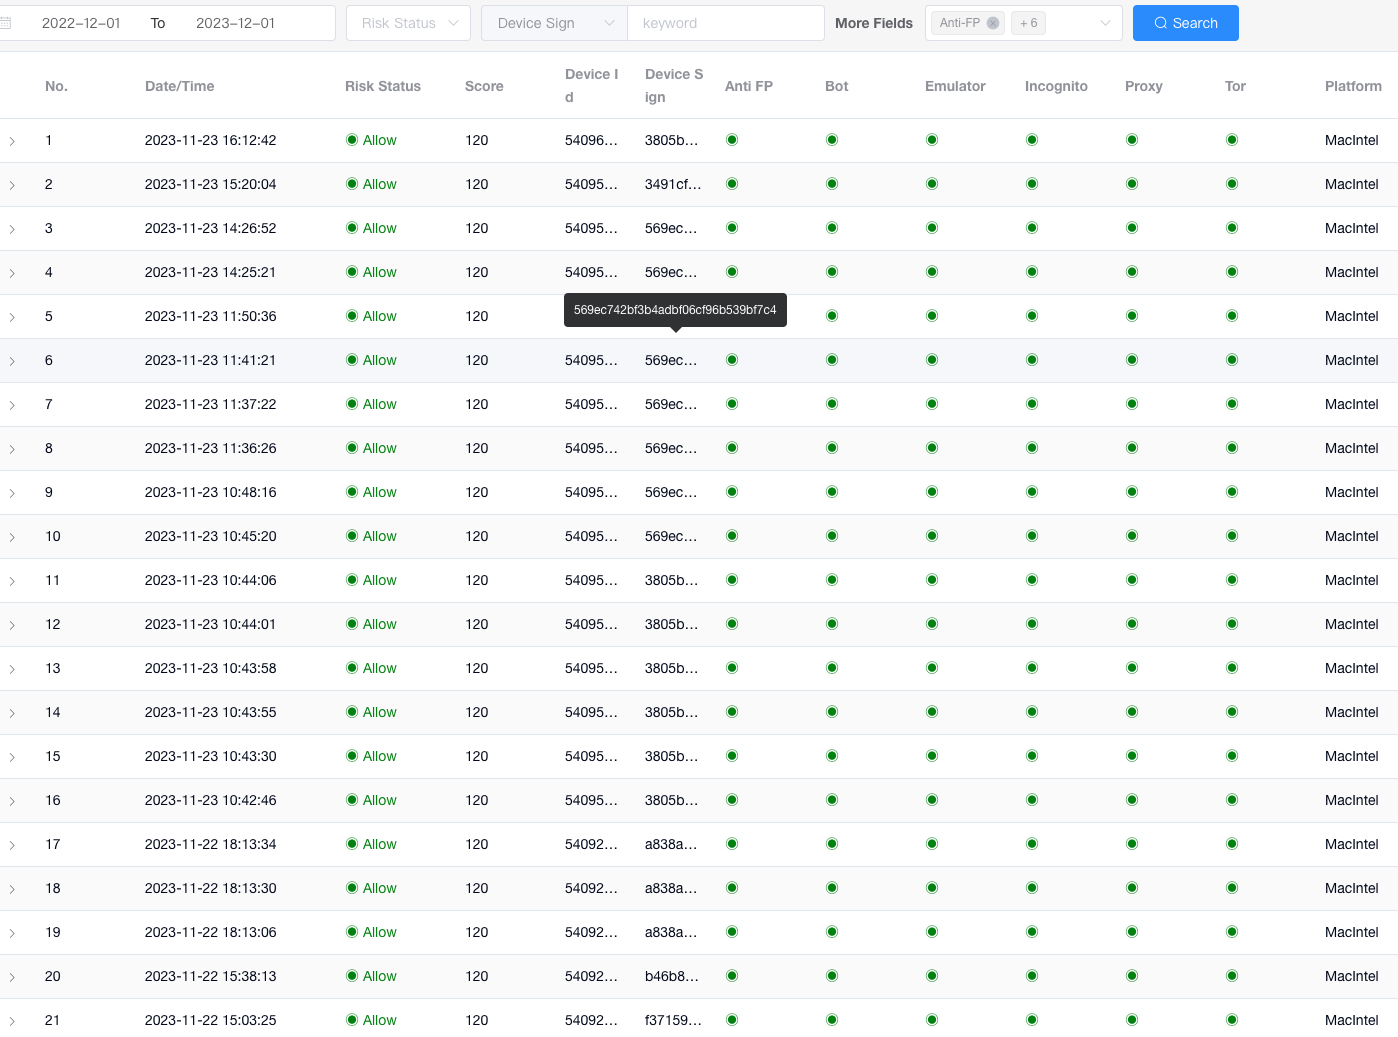 2022-12-01 To 2023-12-01 Risk Status Device Sign keyword More Fields Anti-FP + 6 Search
No. Date/Time Risk Status Score Device Id Device Sign Anti FP Bot Emulator Incognito Proxy Tor Platform
1 2023-11-23 16:12:42 Allow 120 54096... 3805b... MacIntel
2 2023-11-23 15:20:04 Allow 120 54095... 3491cf... MacIntel
3 2023-11-23 14:26:52 Allow 120 54095... 569ec... MacIntel
4 2023-11-23 14:25:21 Allow 120 54095... 569ec... MacIntel
569ec742bf3b4adbf06cf96b539bf7c4
5 2023-11-23 11:50:36 Allow 120 MacIntel
6 2023-11-23 11:41:21 Allow 120 54095... 569ec... MacIntel
7 2023-11-23 11:37:22 Allow 120 54095... 569ec... MacIntel
8 2023-11-23 11:36:26 Allow 120 54095... 569ec... MacIntel
9 2023-11-23 10:48:16 Allow 120 54095... 569ec... MacIntel
10 2023-11-23 10:45:20 Allow 120 54095... 569ec... MacIntel
11 2023-11-23 10:44:06 Allow 120 54095... 3805b... MacIntel
12 2023-11-23 10:44:01 Allow 120 54095... 3805b... MacIntel
13 2023-11-23 10:43:58 Allow 120 54095... 3805b... MacIntel
14 2023-11-23 10:43:55 Allow 120 54095... 3805b... MacIntel
15 2023-11-23 10:43:30 Allow 120 54095... 3805b... MacIntel
16 2023-11-23 10:42:46 Allow 120 54095... 3805b... MacIntel
17 2023-11-22 18:13:34 Allow 120 54092... a838a... MacIntel
18 2023-11-22 18:13:30 Allow 120 54092... a838a... MacIntel
19 2023-11-22 18:13:06 Allow 120 54092... a838a... MacIntel
20 2023-11-22 15:38:13 Allow 120 54092... b46b8... MacIntel
21 2023-11-22 15:03:25 Allow 120 54092... f37159... MacIntel